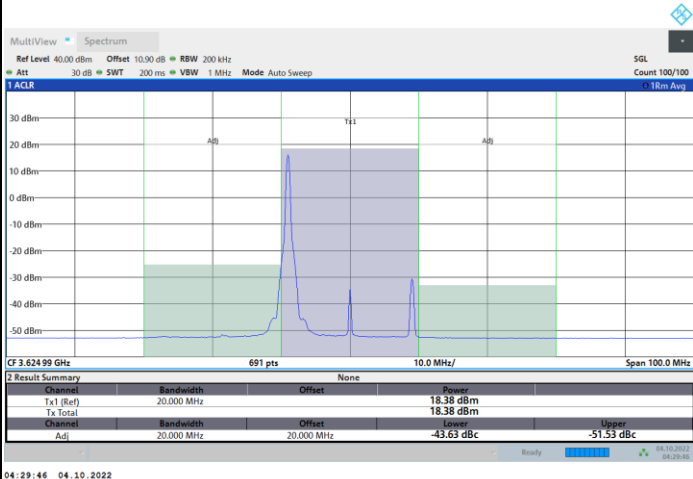 MultiView Spectrum
Ref Level 40.00 dBm Offset 10.90 dB RBW 200 kHz SGL
Att 30 dB SWT 200 ms VBW 1 MHz Mode Auto Sweep Count 100/100
1 ACLR 1Rm Avg
30 dBm
Tx1
20 dBm Adj Adj
10 dBm
0 dBm
-10 dBm
-20 dBm
-30 dBm
-40 dBm
-50 dBm
CF 3.624 99 GHz 691 pts 10.0 MHz/ Span 100.0 MHz
2 Result Summary None
Channel Bandwidth Offset Power
Tx1 (Ref) 20.000 MHz 18.38 dBm
Tx Total 18.38 dBm
Channel Bandwidth Offset Lower Upper
Adj 20.000 MHz 20.000 MHz -43.63 dBc -51.53 dBc
Ready 04.10.2022
04:29:46
04:29:46 04.10.2022